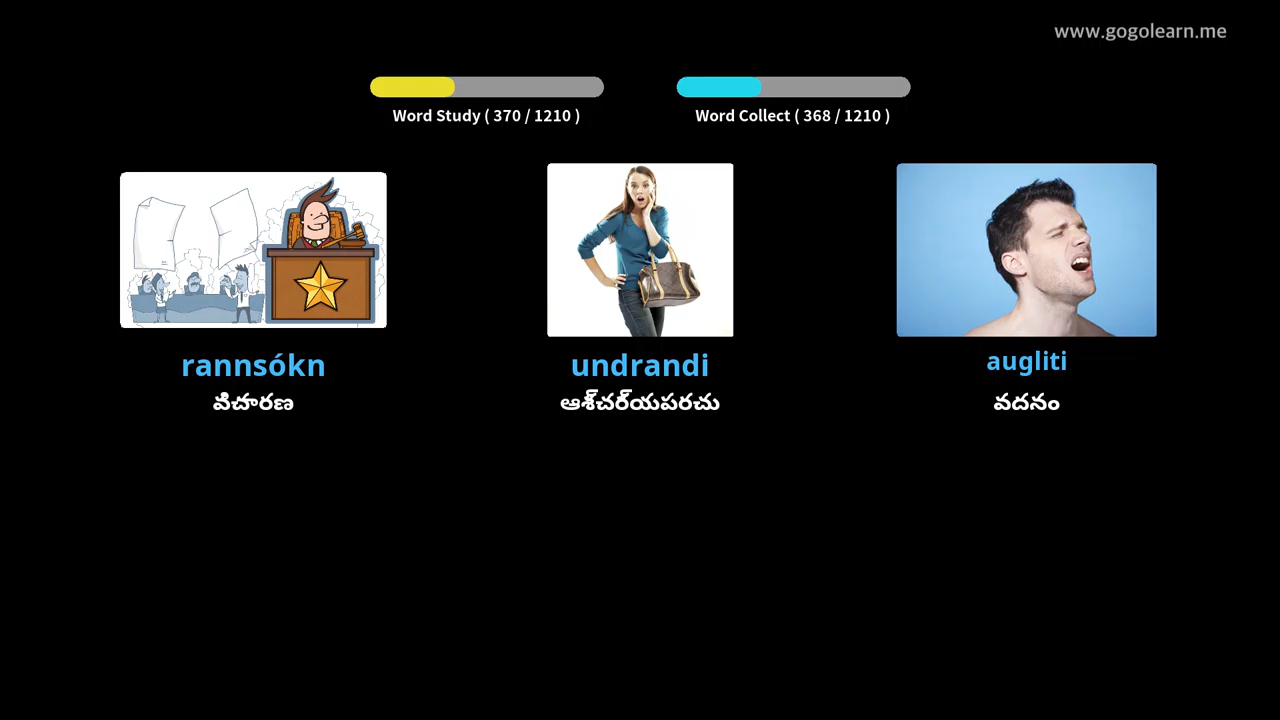 www.gogolearn.me
Word Study ( 370 / 1210 )
Word Collect ( 368 / 1210 )
rannsókn
undrandi
augliti
విచారణ
ఆశ్చర్యపరచు
వదనం